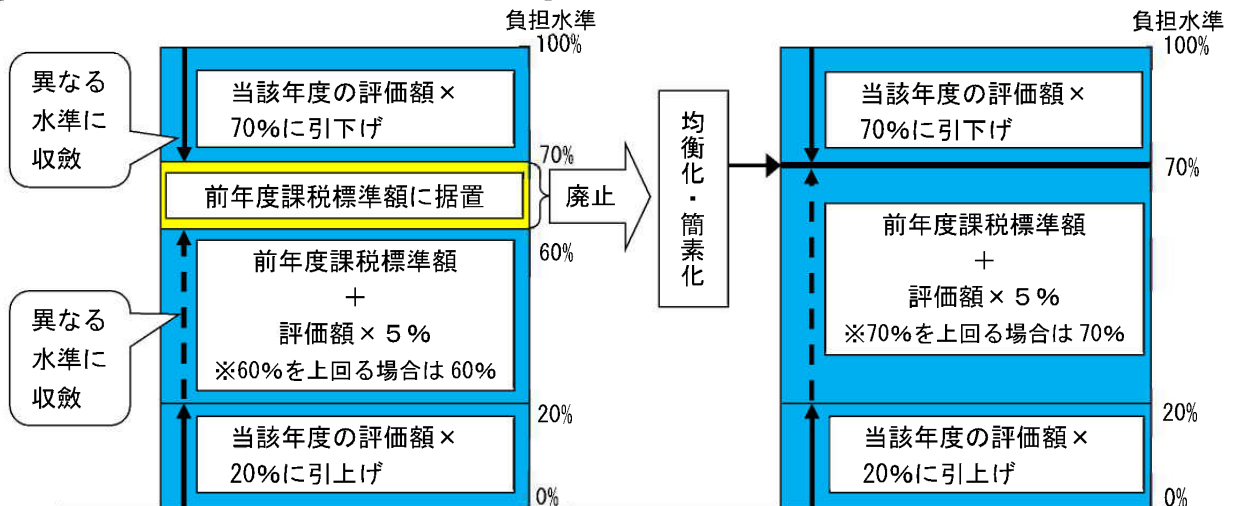 負担水準
100%
異なる
水準に
収斂
当該年度の評価額×
70%に引下げ
70%
前年度課税標準額に据置
廃止
60%
前年度課税標準額
+
評価額×5%
※60%を上回る場合は60%
異なる
水準に
収斂
20%
当該年度の評価額×
20%に引上げ
0%
均衡化・簡素化
負担水準
100%
当該年度の評価額×
70%に引下げ
70%
前年度課税標準額
+
評価額×5%
※70%を上回る場合は70%
20%
当該年度の評価額×
20%に引上げ
0%